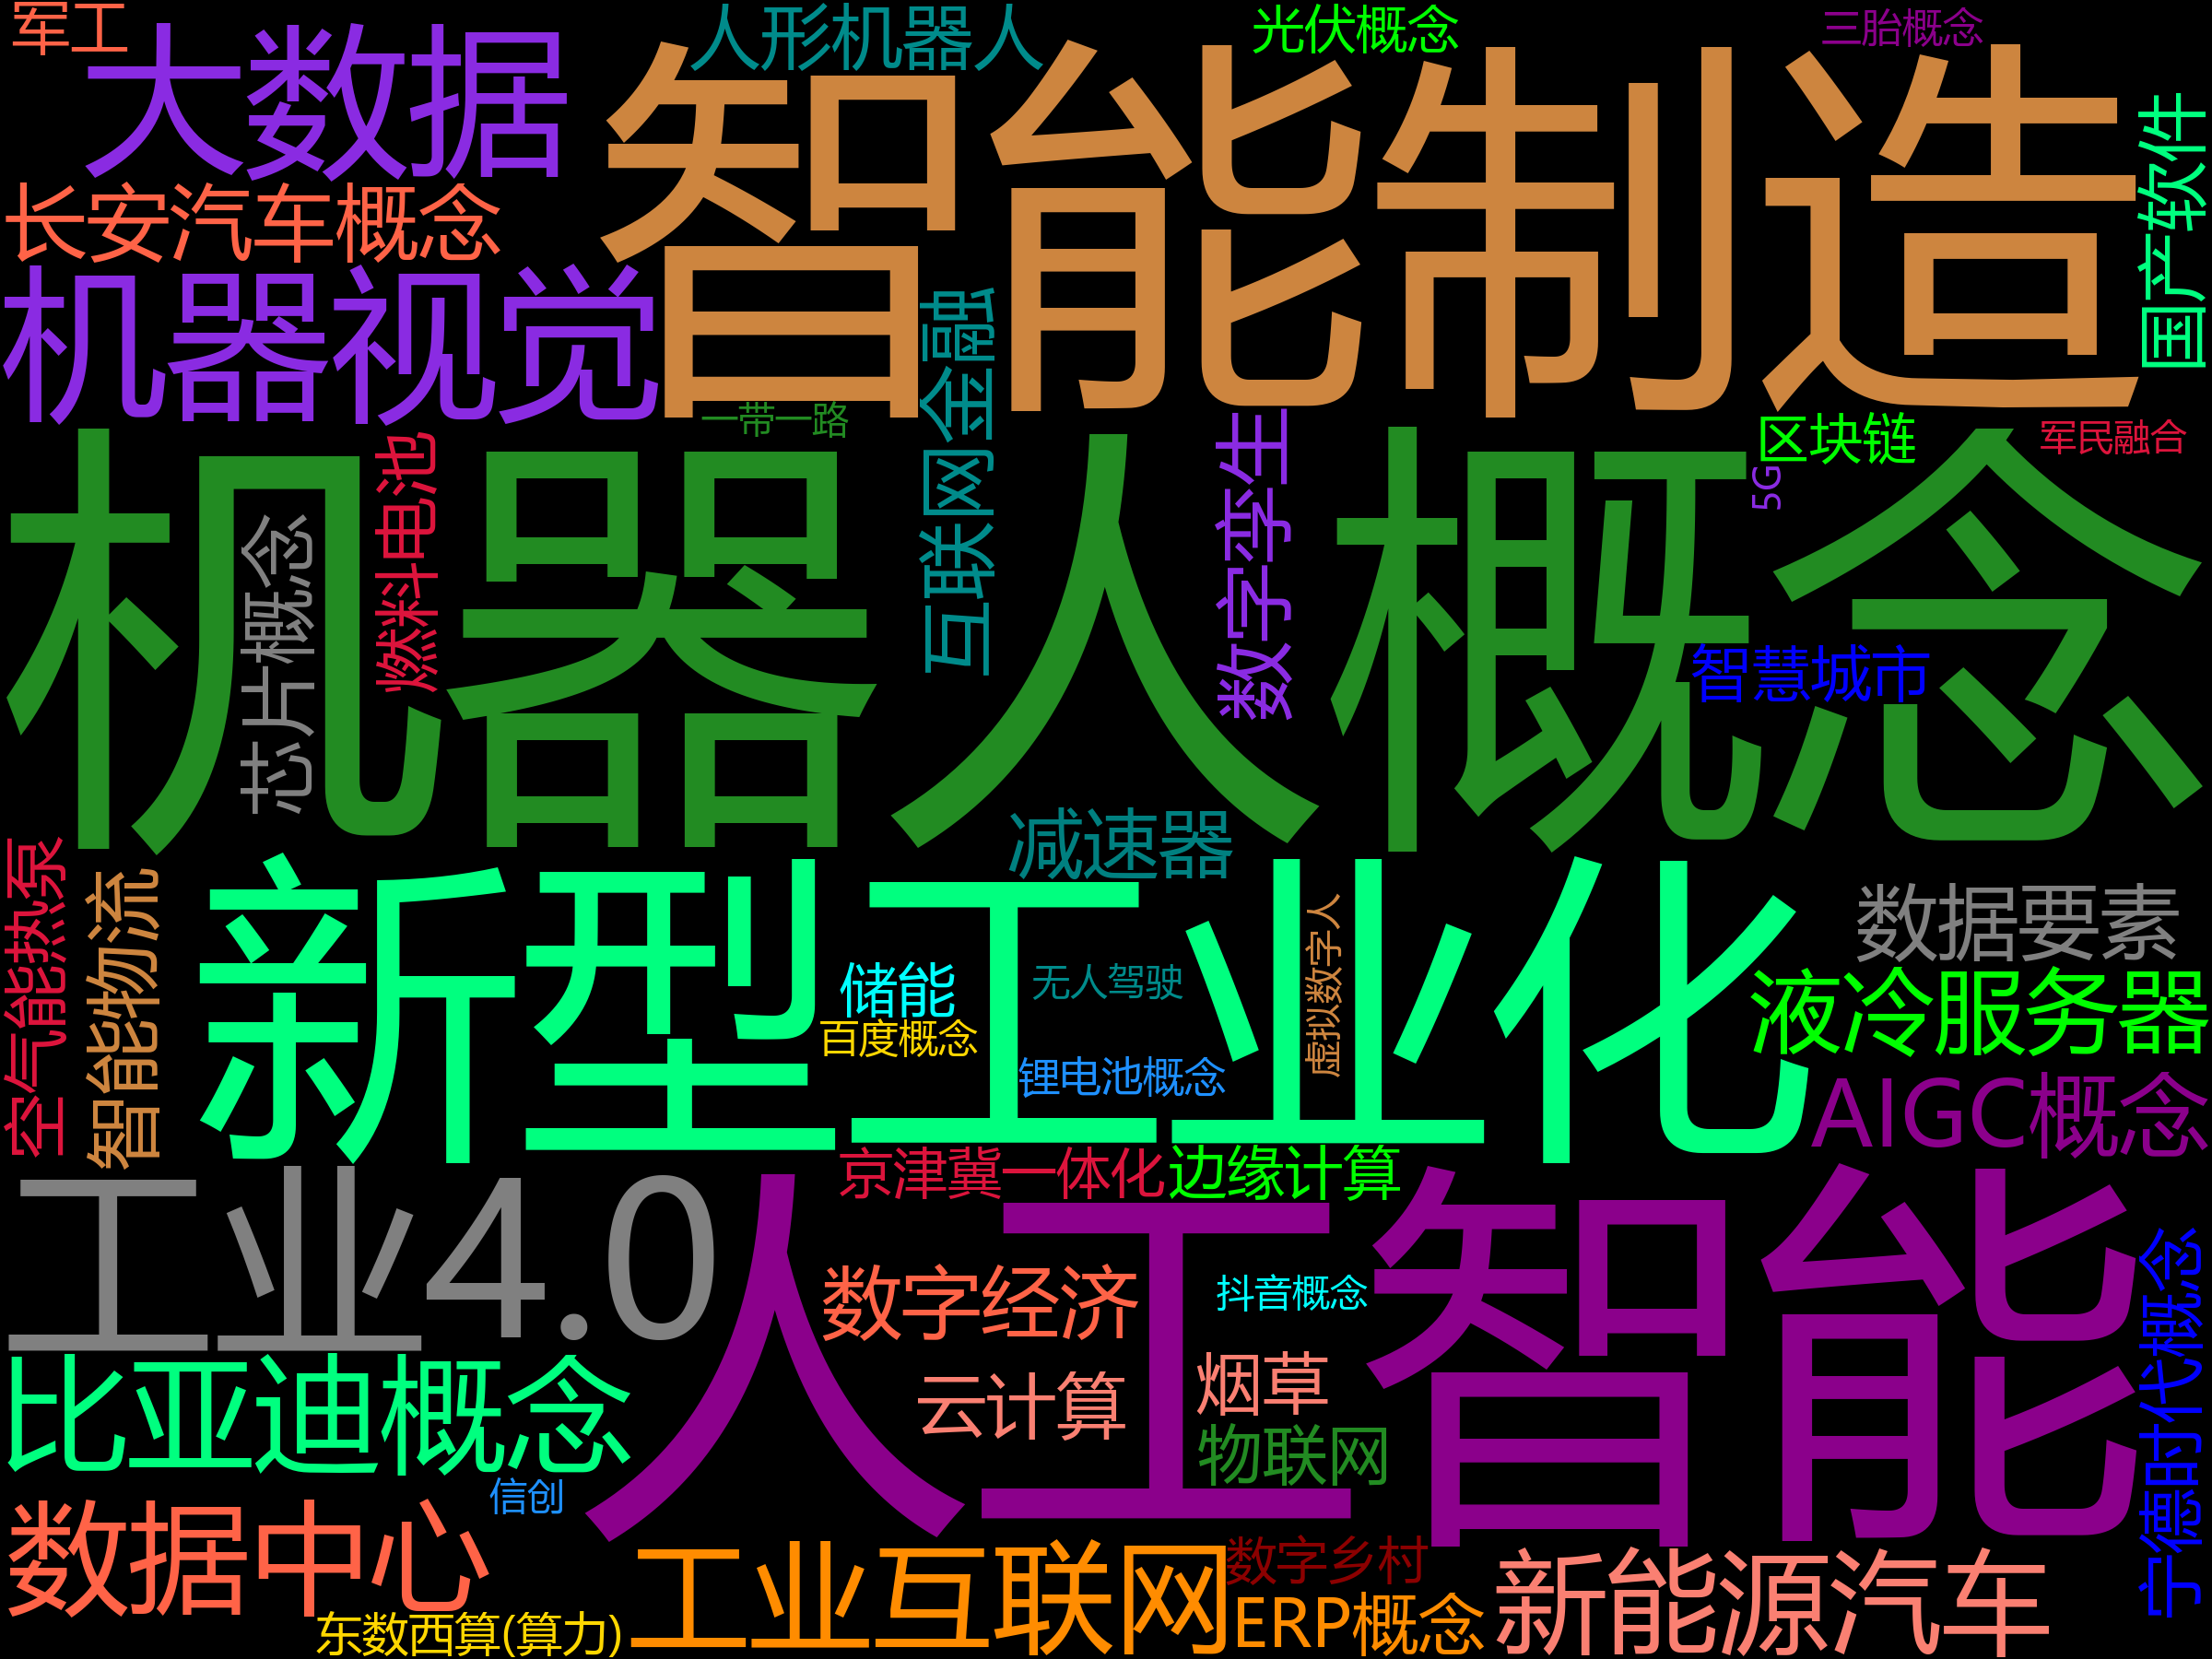 军工
人形机器人
光伏概念
三胎概念
大数据
智能制造
国产软件
长安汽车概念
机器视觉
互联网金融
一带一路
数字孪生
区块链
军民融合
5G
燃料电池
芯片概念
机器人概念
智慧城市
减速器
空气能热泵
智能物流
新型工业化
虚拟数字人
数据要素
储能
无人驾驶
液冷服务器
百度概念
锂电池概念
AIGC概念
京津冀一体化
边缘计算
工业4.0
人工智能
数字经济
抖音概念
宁德时代概念
比亚迪概念
云计算
烟草
物联网
信创
数据中心
工业互联网
数字乡村
新能源汽车
东数西算(算力)
ERP概念